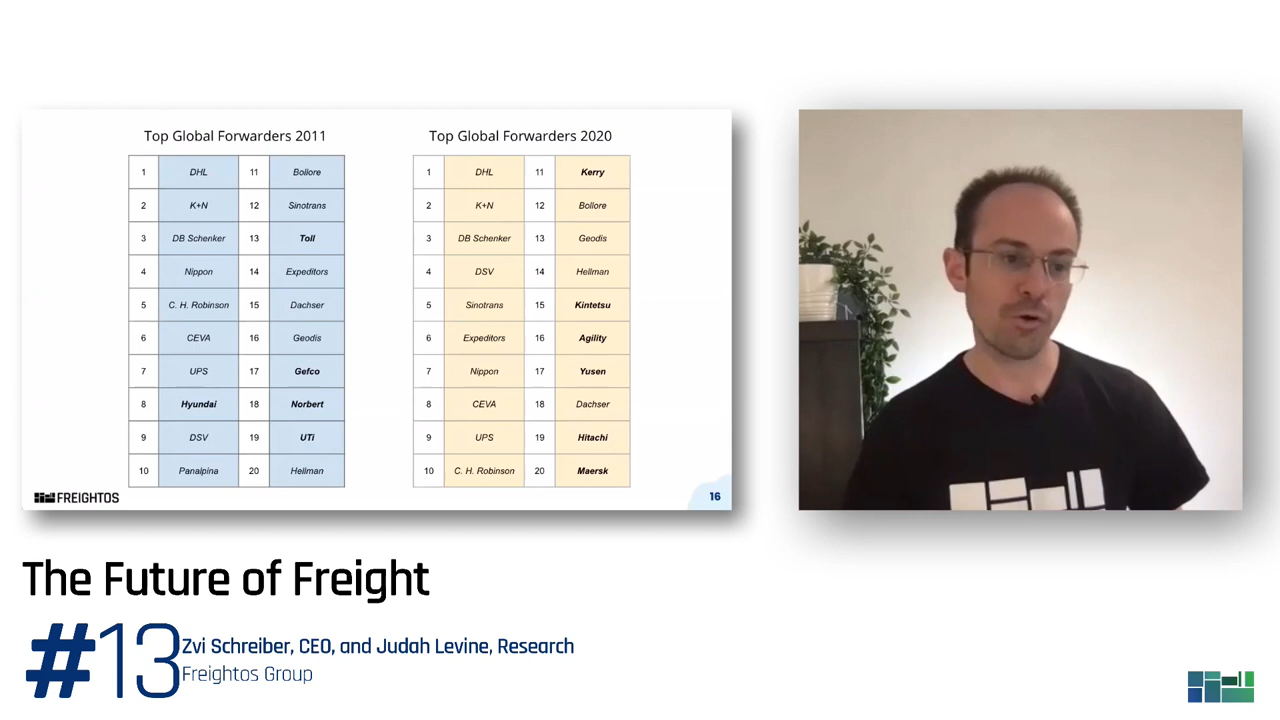 Top Global Forwarders 2011
1 DHL 11 Bollore
2 K+N 12 Sinotrans
3 DB Schenker 13 Toll
4 Nippon 14 Expeditors
5 C. H. Robinson 15 Dachser
6 CEVA 16 Geodis
7 UPS 17 Gefco
8 Hyundai 18 Norbert
9 DSV 19 UTi
10 Panalpina 20 Hellman
Top Global Forwarders 2020
1 DHL 11 Kerry
2 K+N 12 Bollore
3 DB Schenker 13 Geodis
4 DSV 14 Hellman
5 Sinotrans 15 Kintetsu
6 Expeditors 16 Agility
7 Nippon 17 Yusen
8 CEVA 18 Dachser
9 UPS 19 Hitachi
10 C. H. Robinson 20 Maersk
FREIGHTOS
16
The Future of Freight
#13
Zvi Schreiber, CEO, and Judah Levine, Research
Freightos Group